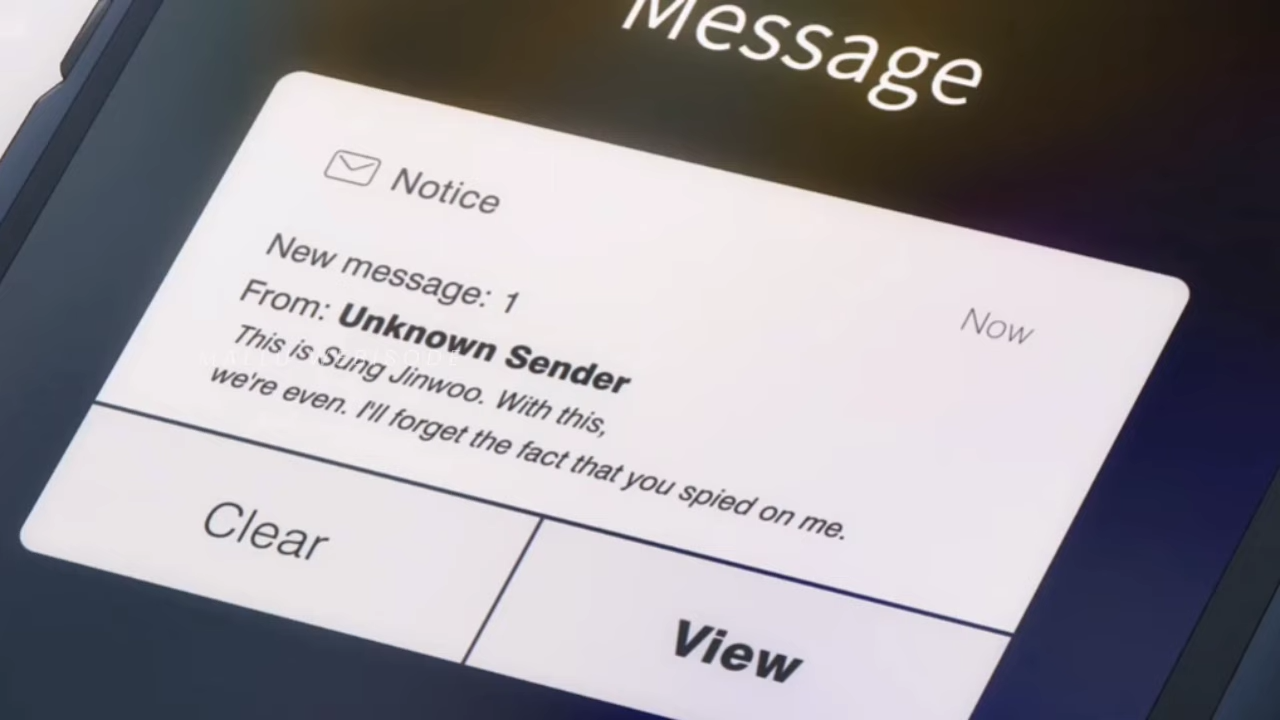 Message
Notice
New message: 1
Now
From: Unknown Sender
This is Sung Jinwoo. With this,
we're even. I'll forget the fact that you spied on me.
Clear
View